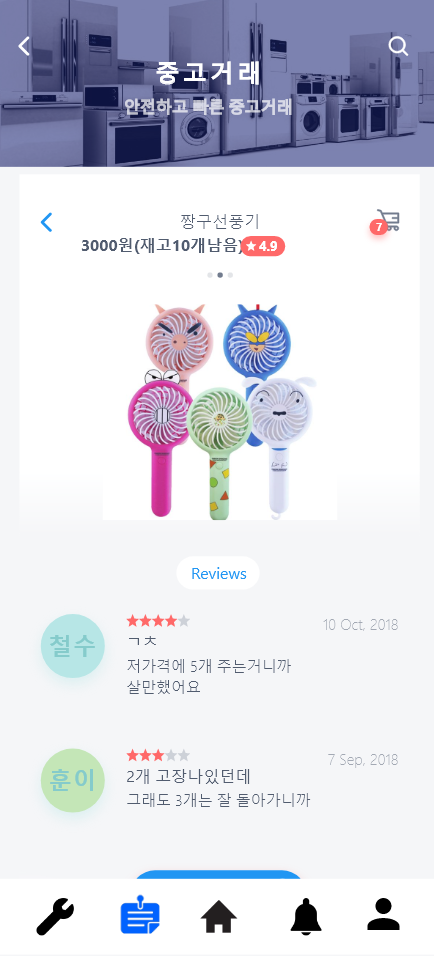 중고거래
안전하고 빠른 중고거래
짱구선풍기
3000원(재고10개남음)
★ 4.9
7
Reviews
철수
ㄱㅊ
10 Oct, 2018
저가격에 5개 주는거니까
살만했어요
훈이
2개 고장나있던데
7 Sep, 2018
그래도 3개는 잘 돌아가니까